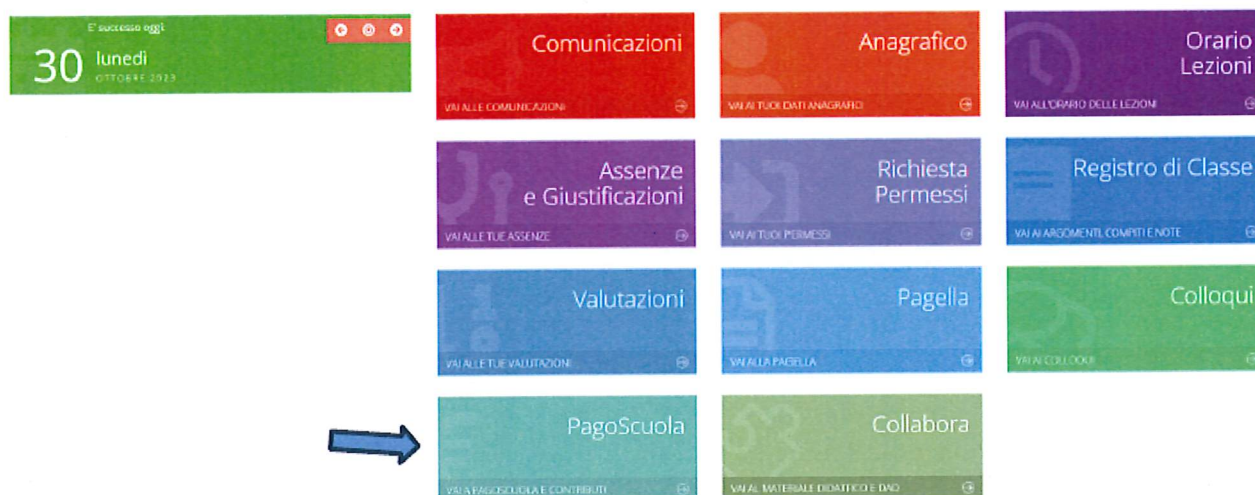 E' successo oggi:
30
lunedì
OTTOBRE 2023
Comunicazioni
VAI ALLE COMUNICAZIONI
Anagrafico
VAI AI TUOI DATI ANAGRAFICI
Orario
Lezioni
VAI ALL'ORARIO DELLE LEZIONI
Assenze
e Giustificazioni
VAI ALLE TUE ASSENZE
Richiesta
Permessi
VAI AI TUOI PERMESSI
Registro di Classe
VAI AI ARGOMENTI, COMPITI E NOTE
Valutazioni
VAI ALLE TUE VALUTAZIONI
Pagella
VAI ALLA PAGELLA
Colloqui
VAI AI COLLOQUI
PagoScuola
VAI A PAGOSCUOLA E CONTRIBUTI
Collabora
VAI AL MATERIALE DIDATTICO E DAD